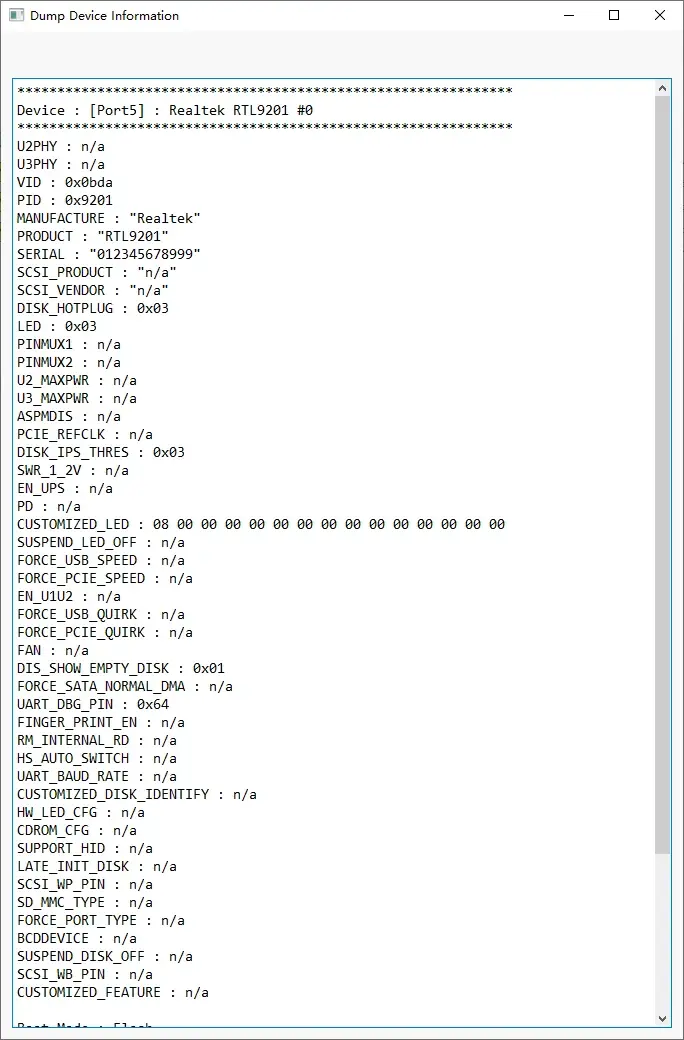 Dump Device Information
**************************************************************
Device : [Port5] : Realtek RTL9201 #0
**************************************************************
U2PHY : n/a
U3PHY : n/a
VID : 0x0bda
PID : 0x9201
MANUFACTURE : "Realtek"
PRODUCT : "RTL9201"
SERIAL : "012345678999"
SCSI_PRODUCT : "n/a"
SCSI_VENDOR : "n/a"
DISK_HOTPLUG : 0x03
LED : 0x03
PINMUX1 : n/a
PINMUX2 : n/a
U2_MAXPWR : n/a
U3_MAXPWR : n/a
ASPMDIS : n/a
PCIE_REFCLK : n/a
DISK_IPS_THRES : 0x03
SWR_1_2V : n/a
EN_UPS : n/a
PD : n/a
CUSTOMIZED_LED : 08 00 00 00 00 00 00 00 00 00 00 00 00 00 00
SUSPEND_LED_OFF : n/a
FORCE_USB_SPEED : n/a
FORCE_PCIE_SPEED : n/a
EN_U1U2 : n/a
FORCE_USB_QUIRK : n/a
FORCE_PCIE_QUIRK : n/a
FAN : n/a
DIS_SHOW_EMPTY_DISK : 0x01
FORCE_SATA_NORMAL_DMA : n/a
UART_DBG_PIN : 0x64
FINGER_PRINT_EN : n/a
RM_INTERNAL_RD : n/a
HS_AUTO_SWITCH : n/a
UART_BAUD_RATE : n/a
CUSTOMIZED_DISK_IDENTIFY : n/a
HW_LED_CFG : n/a
CDROM_CFG : n/a
SUPPORT_HID : n/a
LATE_INIT_DISK : n/a
SCSI_WP_PIN : n/a
SD_MMC_TYPE : n/a
FORCE_PORT_TYPE : n/a
BCDDEVICE : n/a
SUSPEND_DISK_OFF : n/a
SCSI_WB_PIN : n/a
CUSTOMIZED_FEATURE : n/a